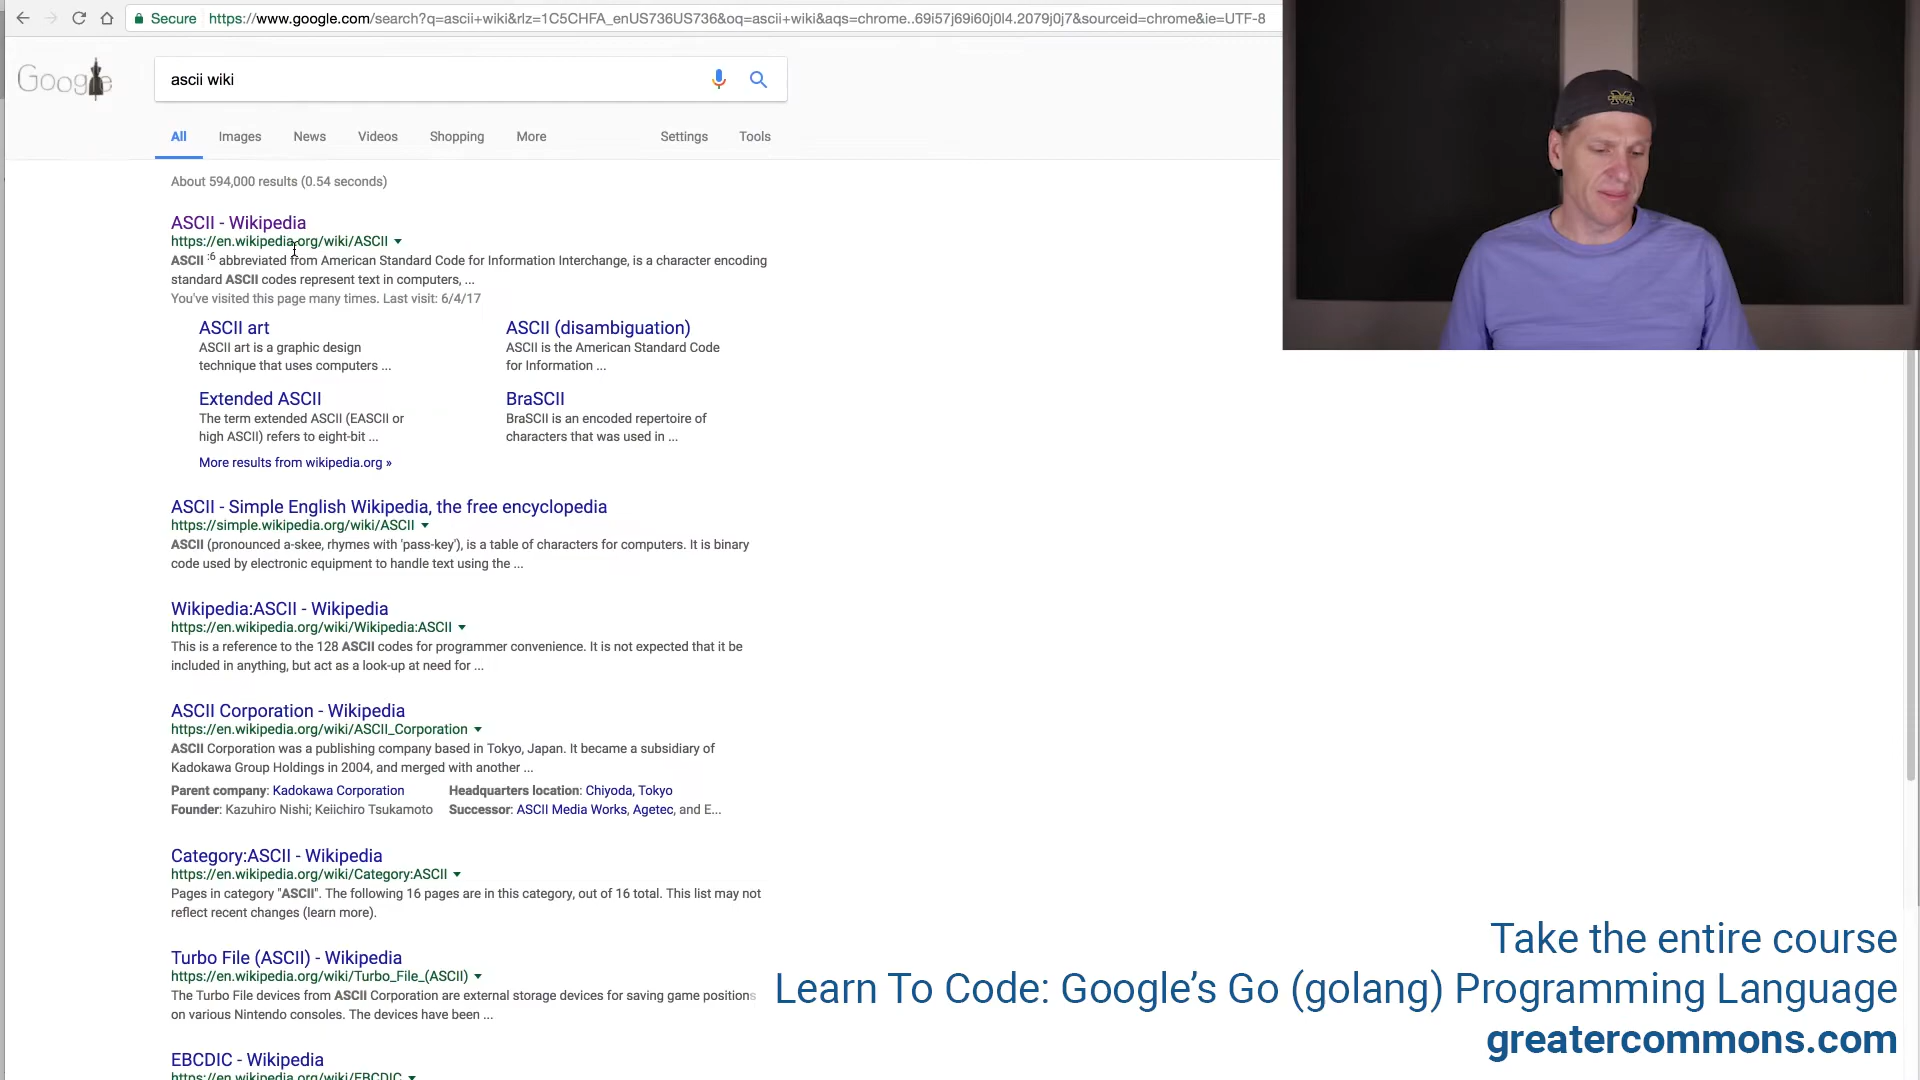 Secure https://www.google.com/search?q=ascii+wiki&rlz=1C5CHFA_enUS736US736&oq=ascii+wiki&aqs=chrome..69i57j69i60j0l4.2079j0j7&sourceid=chrome&ie=UTF-8
Google
ascii wiki
All Images News Videos Shopping More Settings Tools
About 594,000 results (0.54 seconds)
ASCII - Wikipedia
https://en.wikipedia.org/wiki/ASCII
ASCII :6 abbreviated from American Standard Code for Information Interchange, is a character encoding
standard ASCII codes represent text in computers, ...
You've visited this page many times. Last visit: 6/4/17
ASCII art
ASCII art is a graphic design
technique that uses computers ...
ASCII (disambiguation)
ASCII is the American Standard Code
for Information ...
Extended ASCII
The term extended ASCII (EASCII or
high ASCII) refers to eight-bit ...
BraSCII
BraSCII is an encoded repertoire of
characters that was used in ...
More results from wikipedia.org »
ASCII - Simple English Wikipedia, the free encyclopedia
https://simple.wikipedia.org/wiki/ASCII
ASCII (pronounced a-skee, rhymes with 'pass-key'), is a table of characters for computers. It is binary
code used by electronic equipment to handle text using the ...
Wikipedia:ASCII - Wikipedia
https://en.wikipedia.org/wiki/Wikipedia:ASCII
This is a reference to the 128 ASCII codes for programmer convenience. It is not expected that it be
included in anything, but act as a look-up at need for ...
ASCII Corporation - Wikipedia
https://en.wikipedia.org/wiki/ASCII_Corporation
ASCII Corporation was a publishing company based in Tokyo, Japan. It became a subsidiary of
Kadokawa Group Holdings in 2004, and merged with another ...
Parent company: Kadokawa Corporation Headquarters location: Chiyoda, Tokyo
Founder: Kazuhiro Nishi; Keiichiro Tsukamoto Successor: ASCII Media Works, Agetec, and E...
Category:ASCII - Wikipedia
https://en.wikipedia.org/wiki/Category:ASCII
Pages in category "ASCII". The following 16 pages are in this category, out of 16 total. This list may not
reflect recent changes (learn more).
Turbo File (ASCII) - Wikipedia
https://en.wikipedia.org/wiki/Turbo_File_(ASCII)
The Turbo File devices from ASCII Corporation are external storage devices for saving game positions
on various Nintendo consoles. The devices have been ...
EBCDIC - Wikipedia
https://en.wikipedia.org/wiki/EBCDIC
M
Take the entire course
Learn To Code: Google's Go (golang) Programming Language
greatercommons.com